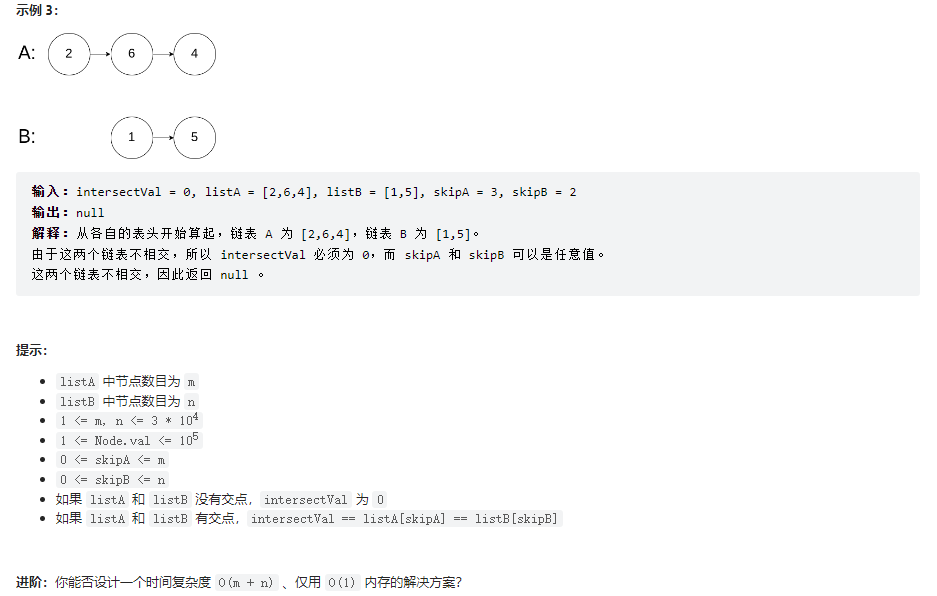 示例 3：
A: 2 6 4
B: 1 5
输入：intersectVal = 0, listA = [2,6,4], listB = [1,5], skipA = 3, skipB = 2
输出：null
解释：从各自的表头开始算起，链表 A 为 [2,6,4]，链表 B 为 [1,5]。
由于这两个链表不相交，所以 intersectVal 必须为 0，而 skipA 和 skipB 可以是任意值。
这两个链表不相交，因此返回 null 。
提示：
• listA 中节点数目为 m
• listB 中节点数目为 n
• 1 <= m, n <= 3 * 10⁴
• 1 <= Node.val <= 10⁵
• 0 <= skipA <= m
• 0 <= skipB <= n
• 如果 listA 和 listB 没有交点，intersectVal 为 0
• 如果 listA 和 listB 有交点，intersectVal == listA[skipA] == listB[skipB]
进阶：你能否设计一个时间复杂度 O(m + n) 、仅用 O(1) 内存的解决方案？